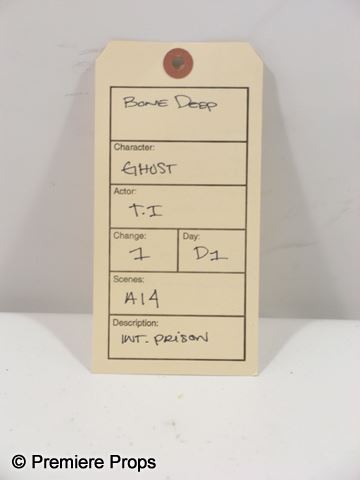 Bone Deep
Character:
GHOST
Actor:
T.I
Change: Day:
1 D1
Scenes:
A14
Description:
INT. PRISON
© Premiere Props